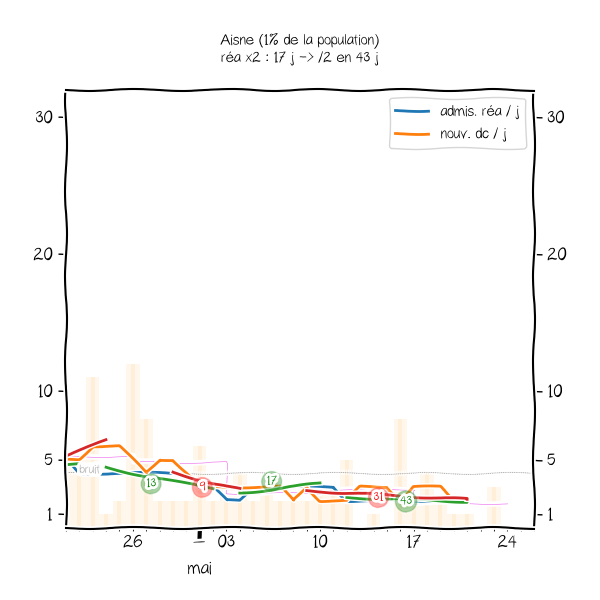 Aisne (1% de la population)
réa x2 : 17 j -> /2 en 43 j
admis. réa / j
nouv. dc / j
30 30
20 20
10 10
5 5
1 1
bruit
13 9 17 31 43
26 1 03 10 17 24
mai